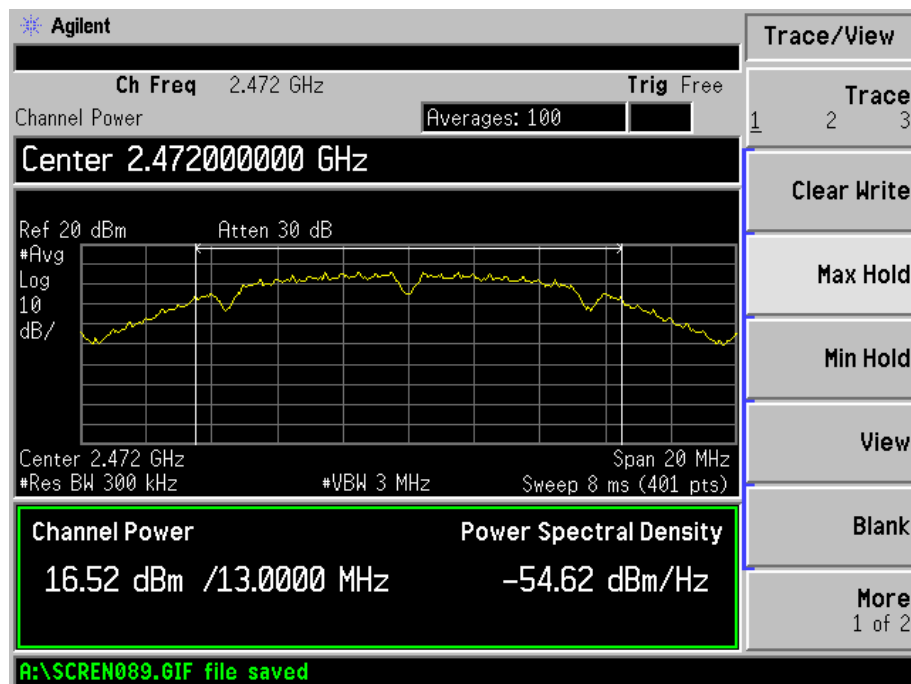 Agilent
Trace/View
Ch Freq 2.472 GHz Trig Free
Channel Power Averages: 100
Center 2.472000000 GHz
Ref 20 dBm Atten 30 dB
#Avg
Log
10
dB/
Center 2.472 GHz Span 20 MHz
#Res BW 300 kHz #VBW 3 MHz Sweep 8 ms (401 pts)
Channel Power Power Spectral Density
16.52 dBm /13.0000 MHz -54.62 dBm/Hz
A:\SCREN089.GIF file saved
Trace
1 2 3
Clear Write
Max Hold
Min Hold
View
Blank
More
1 of 2